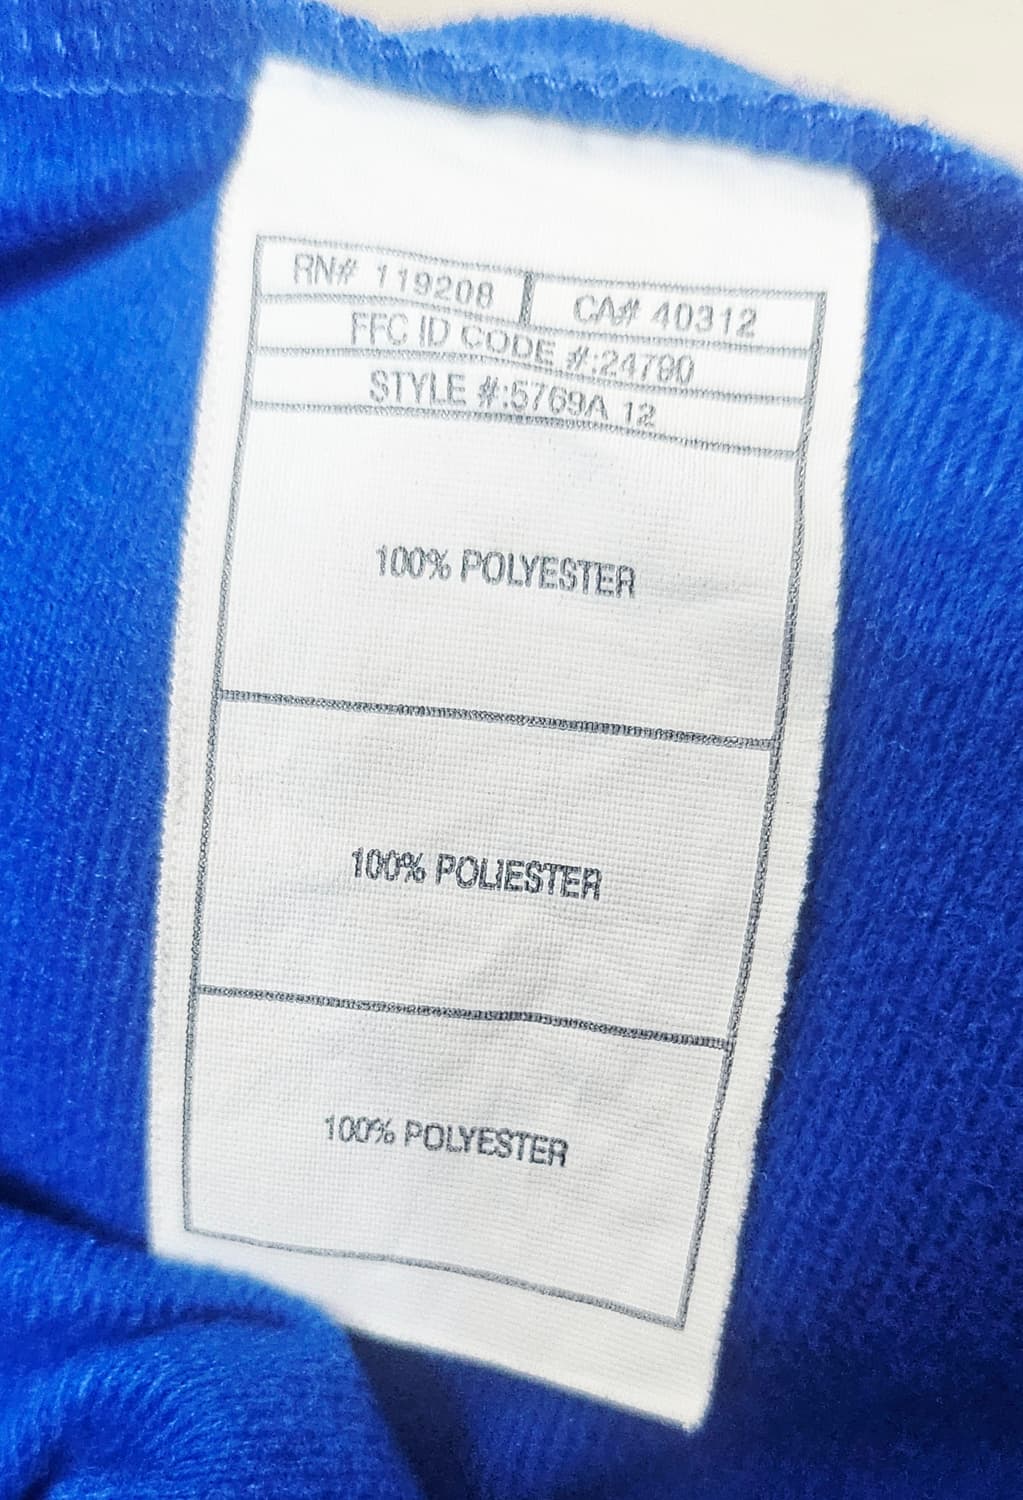 RN# 119208 CA# 40312
FFC ID CODE #:24790
STYLE #:5769A 12
100% POLYESTER
100% POLIESTER
100% POLYESTER